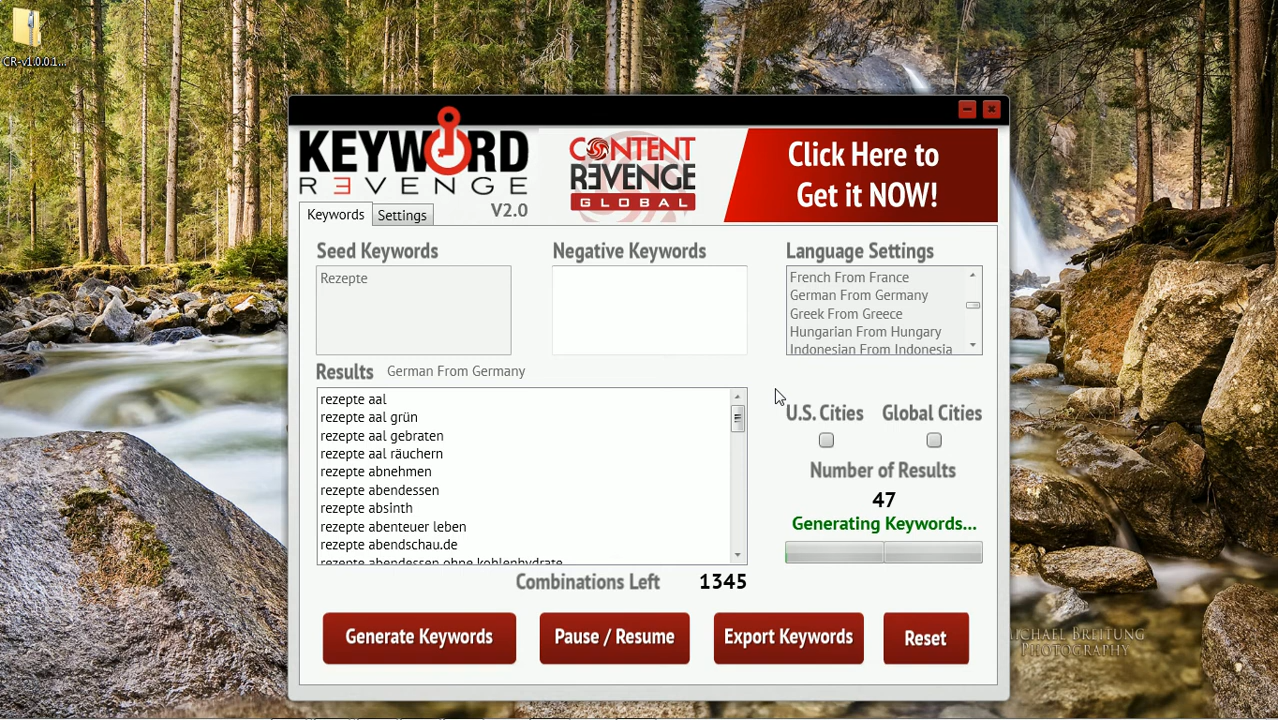 CR-v1.0.0.1...
KEYWORD
REVENGE
V2.0
CONTENT
REVENGE
GLOBAL
Click Here to
Get it NOW!
Keywords
Settings
Seed Keywords
Negative Keywords
Language Settings
Rezepte
French From France
German From Germany
Greek From Greece
Hungarian From Hungary
Indonesian From Indonesia
Results
German From Germany
rezepte aal
rezepte aal grün
rezepte aal gebraten
rezepte aal räuchern
rezepte abnehmen
rezepte abendessen
rezepte absinth
rezepte abenteuer leben
rezepte abendschau.de
rezepte abendessen ohne kohlenhydrate
U.S. Cities
Global Cities
Number of Results
47
Generating Keywords...
Combinations Left
1345
Generate Keywords
Pause / Resume
Export Keywords
Reset
MICHAEL BREITUNG
PHOTOGRAPHY